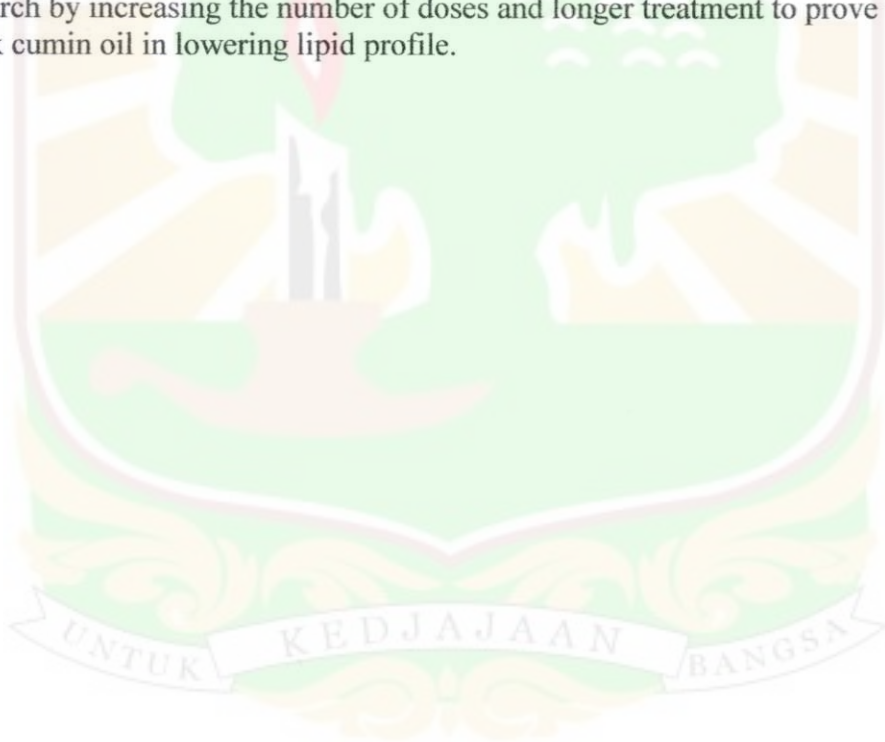 rch by increasing the number of doses and longer treatment to prove
cumin oil in lowering lipid profile.
UNTUK KEDJAJAAN BANGSA